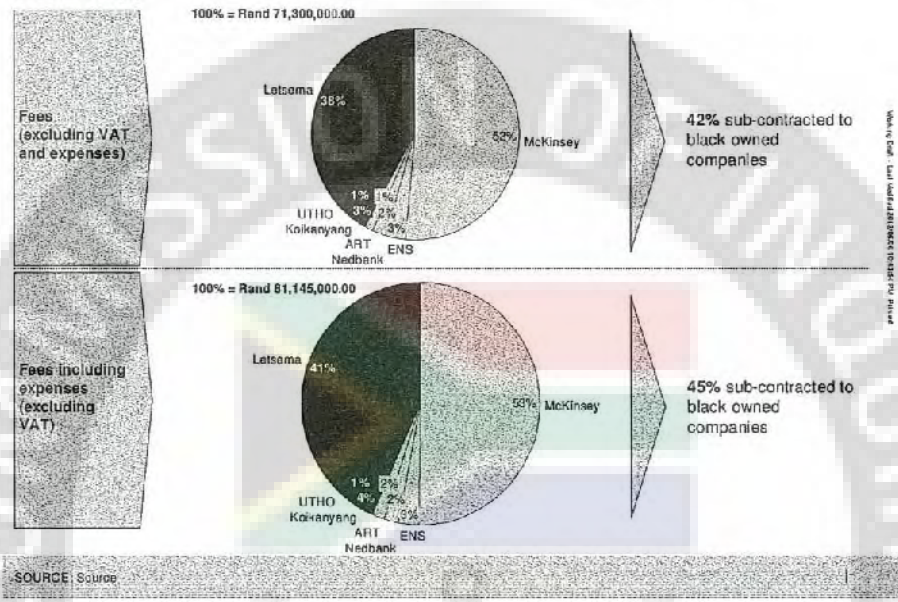 100% = Rand 71,300,000.00
Fees
(excluding VAT
and expenses)
Letsema
38%
52%
McKinsey
1%
1%
3%
2%
3%
UTHO
Koikanyang
ART
Nedbank
ENS
42% sub-contracted to
black owned
companies
100% = Rand 81,145,000.00
Fees including
expenses
(excluding
VAT)
Letsema
41%
McKinsey
1%
2%
4%
2%
UTHO
Koikanyang
ART
Nedbank
ENS
45% sub-contracted to
black owned
companies
SOURCE: Source